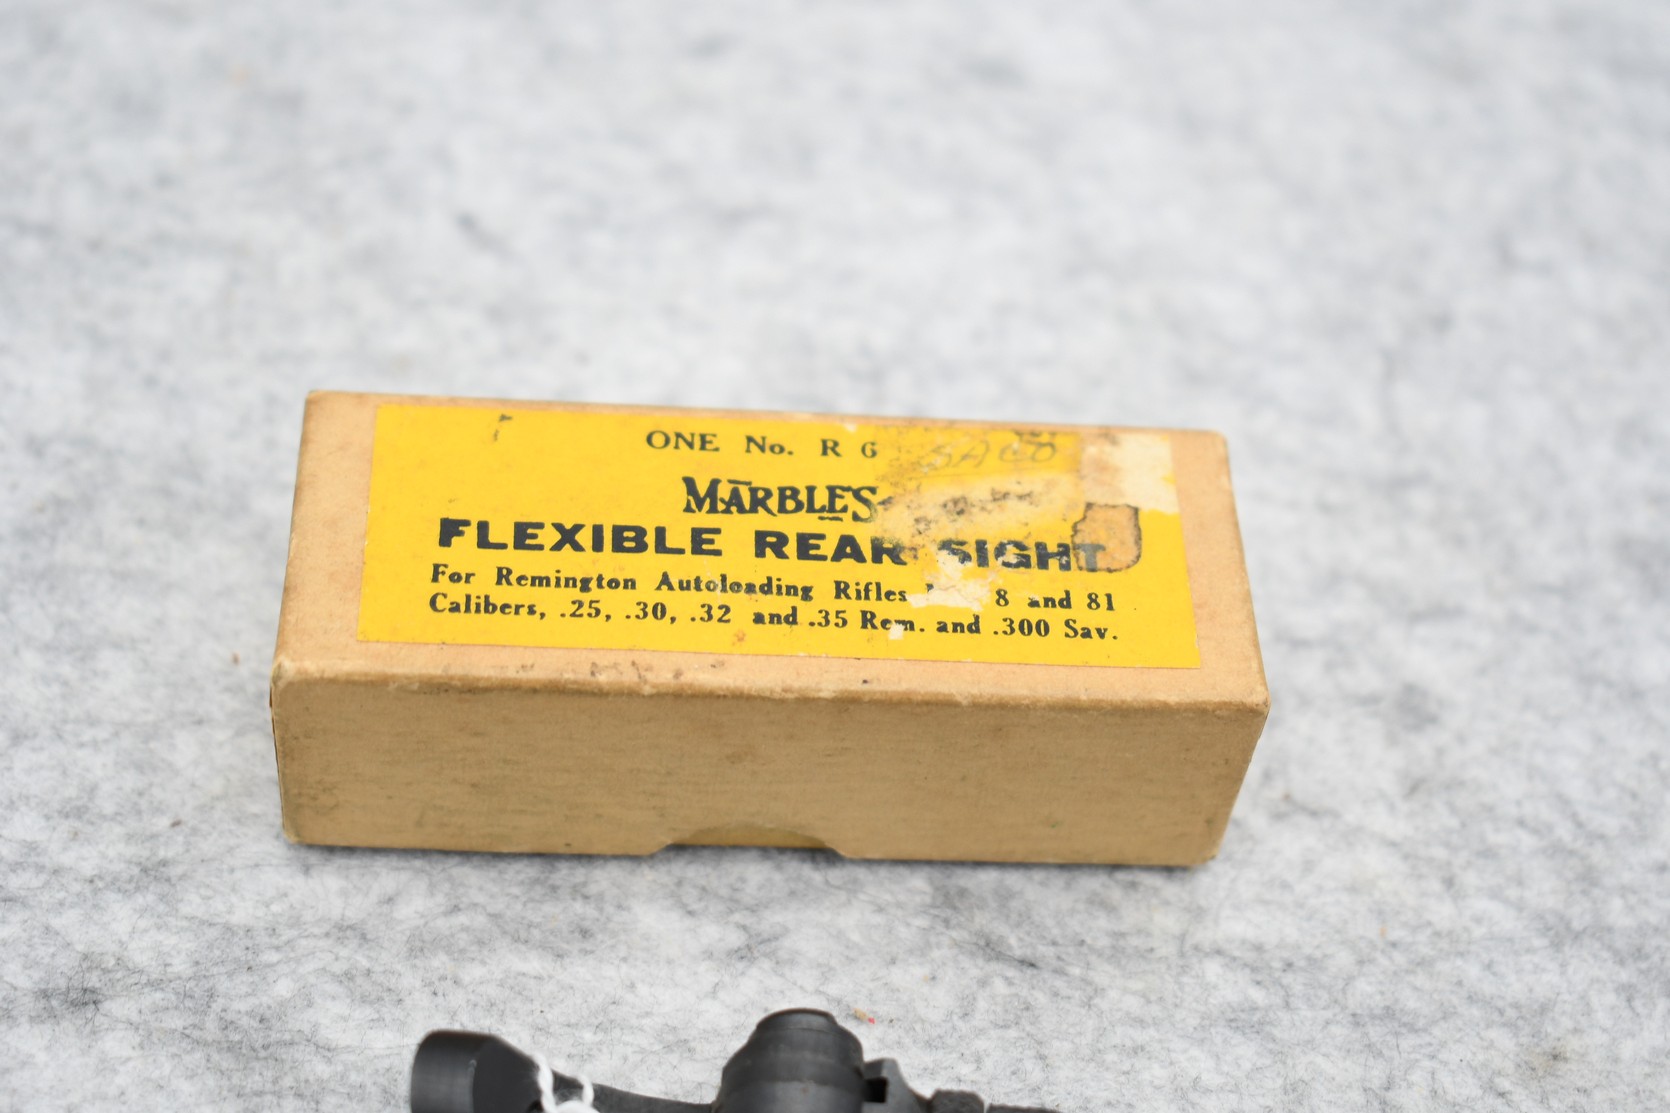 ONE No. R 6
MARBLE'S
FLEXIBLE REAR SIGHT
For Remington Autoloading Rifles 8 and 81
Calibers, .25, .30, .32 and .35 Rem. and .300 Sav.